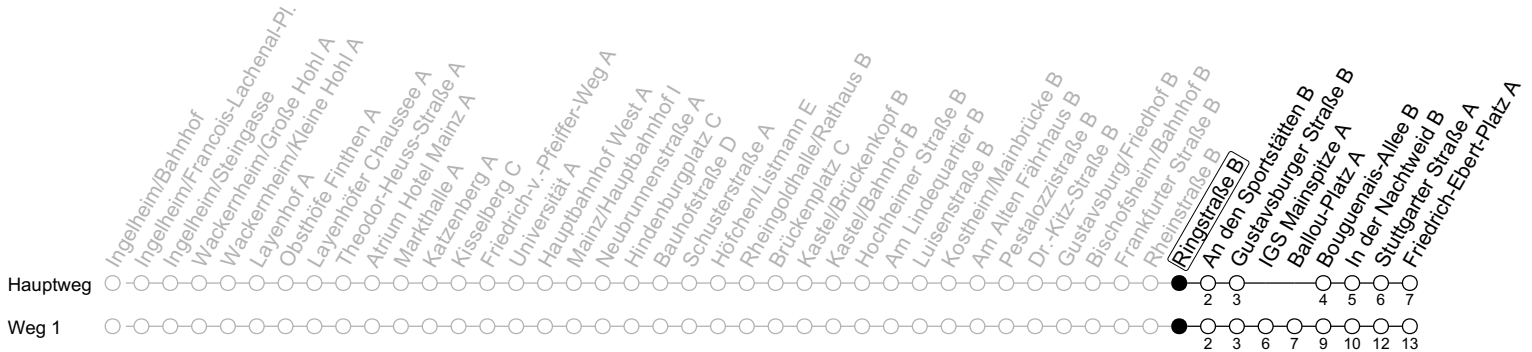 Ingelheim/Bahnhof
Ingelheim/Francois-Lachenal-Pl.
Ingelheim/Steingasse
Wackernheim/Große Hohl A
Wackernheim/Kleine Hohl A
Layenhof A
Obsthöfe Finthen A
Layenhöfer Chaussee A
Theodor-Heuss-Straße A
Atrium Hotel Mainz A
Markthalle A
Katzenberg A
Kisselberg C
Friedrich-v.-Pfeiffer-Weg A
Universität A
Hauptbahnhof West A
Mainz/Hauptbahnhof I
Neubrunnenstraße A
Hindenburgplatz C
Bauhofstraße D
Schusterstraße A
Höfchen/Listmann E
Rheingoldhalle/Rathaus B
Brückenplatz C
Kastel/Brückenkopf B
Kastel/Bahnhof B
Hochheimer Straße B
Am Lindequartier B
Luisenstraße B
Kostheim/Mainbrücke B
Am Alten Fährhaus B
Pestalozzistraße B
Dr.-Kitz-Straße B
Gustavsburg/Friedhof B
Bischofsheim/Bahnhof B
Frankfurter Straße B
Rheinstraße B
Ringstraße B
An den Sportstätten B
Gustavsburger Straße B
IGS Mainspitze A
Ballou-Platz A
Bouguenais-Allee B
In der Nachtweid B
Stuttgarter Straße A
Friedrich-Ebert-Platz A
Hauptweg
2 3 4 5 6 7
Weg 1
2 3 6 7 9 10 12 13